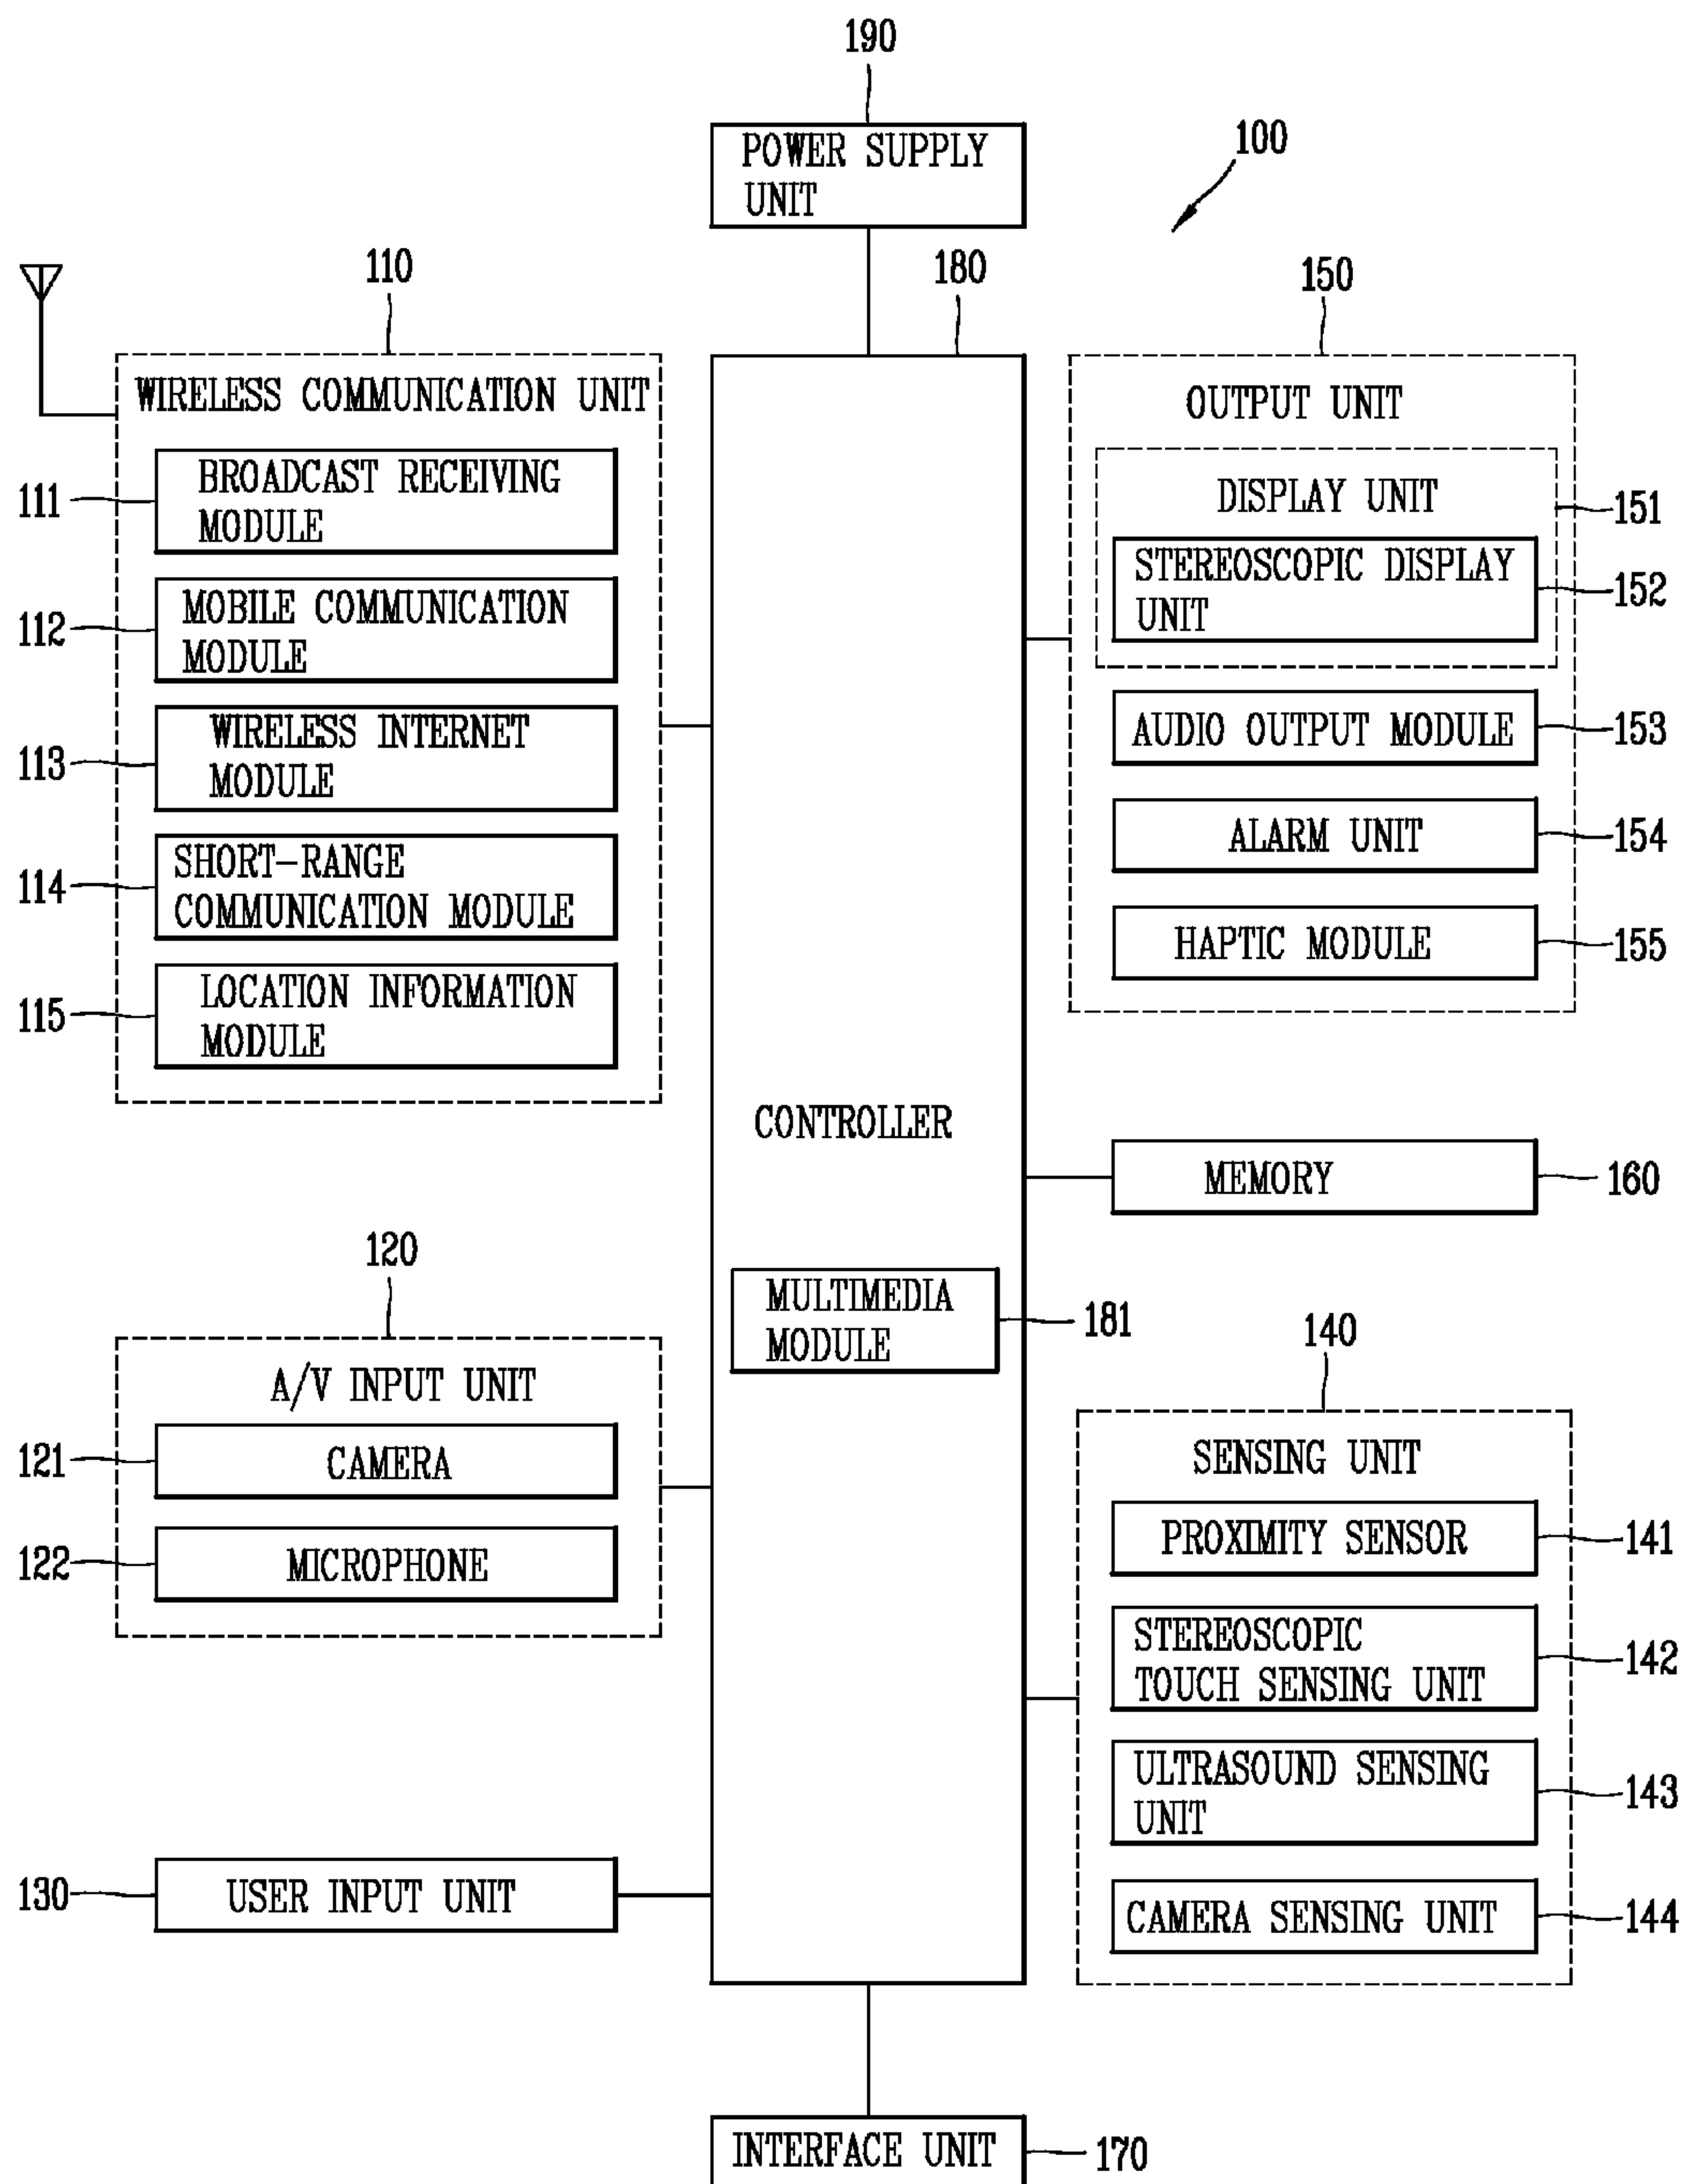 190
POWER SUPPLY
UNIT
100
110
180
150
WIRELESS COMMUNICATION UNIT
111
BROADCAST RECEIVING
MODULE
112
MOBILE COMMUNICATION
MODULE
113
WIRELESS INTERNET
MODULE
114
SHORT-RANGE
COMMUNICATION MODULE
115
LOCATION INFORMATION
MODULE
OUTPUT UNIT
DISPLAY UNIT
151
STEREOSCOPIC DISPLAY
UNIT
152
AUDIO OUTPUT MODULE
153
ALARM UNIT
154
HAPTIC MODULE
155
CONTROLLER
MEMORY
160
120
MULTIMEDIA
MODULE
181
A/V INPUT UNIT
121
CAMERA
122
MICROPHONE
140
SENSING UNIT
PROXIMITY SENSOR
141
STEREOSCOPIC
TOUCH SENSING UNIT
142
ULTRASOUND SENSING
UNIT
143
CAMERA SENSING UNIT
144
130
USER INPUT UNIT
INTERFACE UNIT
170